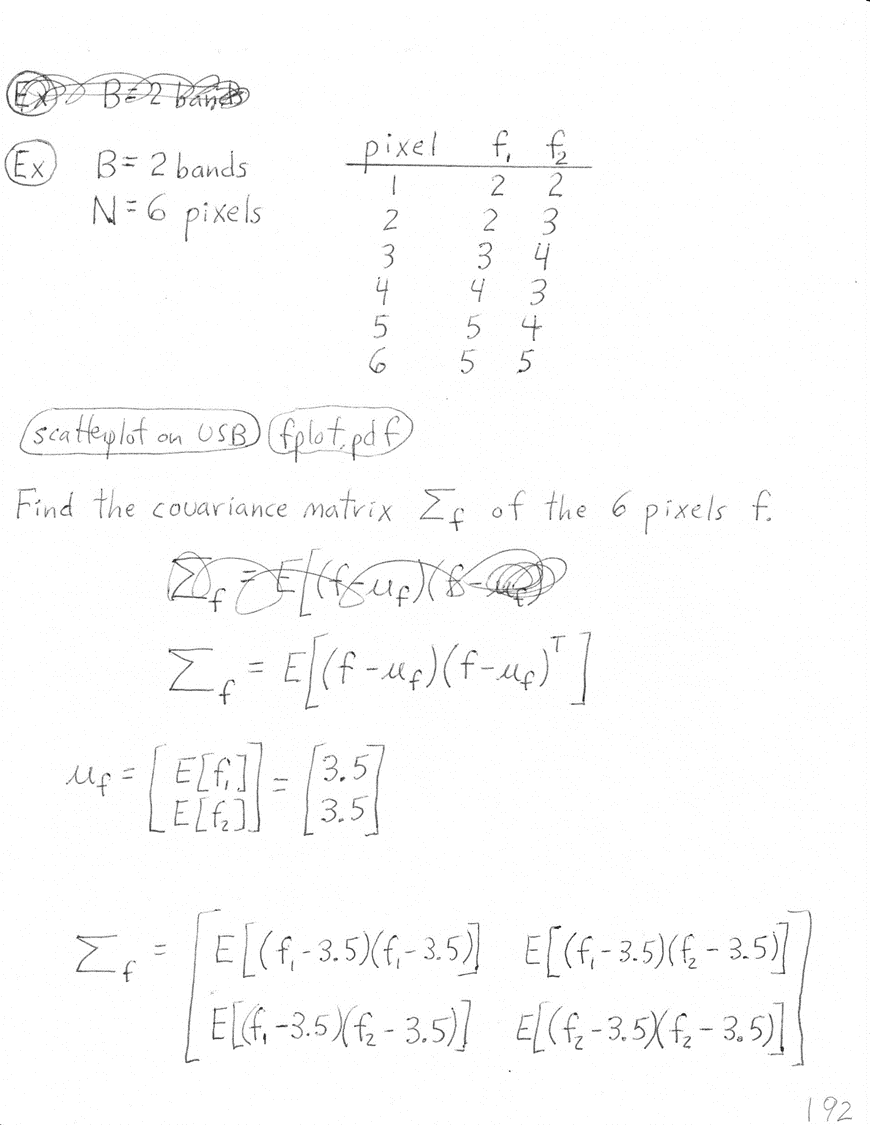 Ex B = 2 bands
Ex B = 2 bands
N = 6 pixels
pixel f₁ f₂
1 2 2
2 2 3
3 3 4
4 4 3
5 5 4
6 5 5
scatterplot on USB fplot.pdf
Find the covariance matrix Σf of the 6 pixels f.
Σf = E[(f-μf)(f-μf)
Σf = E[(f-μf)(f-μf)ᵀ]
μf = [E[f₁]] = [3.5]
[E[f₂]] [3.5]
Σf = [E[(f₁-3.5)(f₁-3.5)] E[(f₁-3.5)(f₂-3.5)]]
[E[(f₁-3.5)(f₂-3.5)] E[(f₂-3.5)(f₂-3.5)]]
192